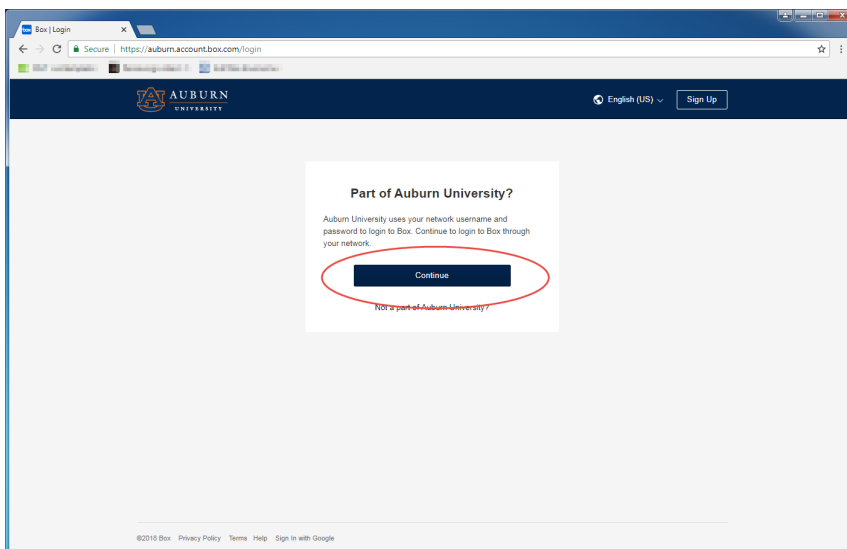 Box | Login
Secure | https://auburn.account.box.com/login
AUBURN
UNIVERSITY
English (US)
Sign Up
Part of Auburn University?
Auburn University uses your network username and
password to login to Box. Continue to login to Box through
your network.
Continue
Not a part of Auburn University?
©2018 Box Privacy Policy Terms Help Sign In with Google